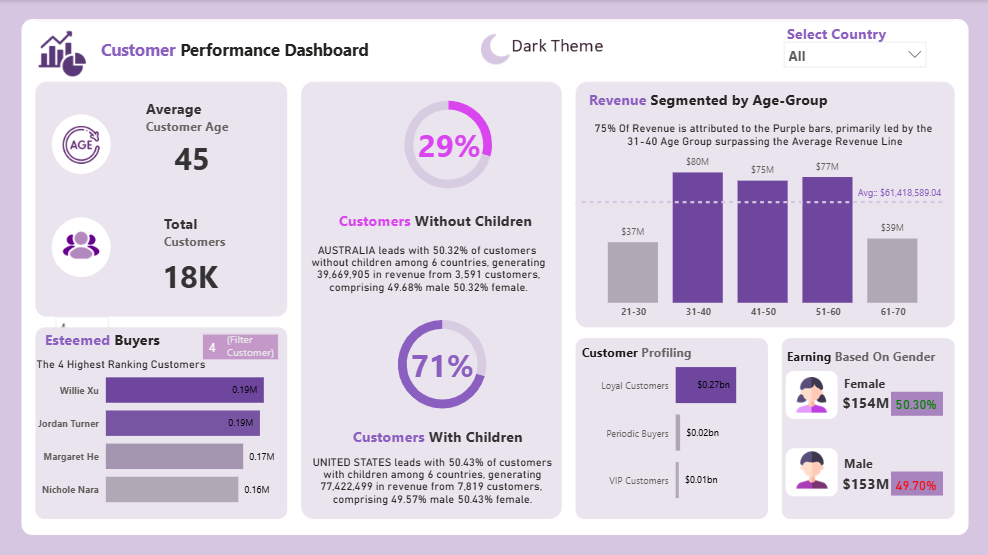 Customer Performance Dashboard
Dark Theme
Select Country
All
AGE
Average
Customer Age
45
Total
Customers
18K
Esteemed Buyers
4
(Filter
Customer)
The 4 Highest Ranking Customers
Willie Xu
0.19M
Jordan Turner
0.19M
Margaret He
0.17M
Nichole Nara
0.16M
29%
Customers Without Children
AUSTRALIA leads with 50.32% of customers
without children among 6 countries, generating
39,669,905 in revenue from 3,591 customers,
comprising 49.68% male 50.32% female.
71%
Customers With Children
UNITED STATES leads with 50.43% of customers
with children among 6 countries, generating
77,422,499 in revenue from 7,819 customers,
comprising 49.57% male 50.43% female.
Revenue Segmented by Age-Group
75% Of Revenue is attributed to the Purple bars, primarily led by the
31-40 Age Group surpassing the Average Revenue Line
$37M
$80M
$75M
$77M
$39M
Avg:: $61,418,589.04
21-30
31-40
41-50
51-60
61-70
Customer Profiling
Loyal Customers
$0.27bn
Periodic Buyers
$0.02bn
VIP Customers
$0.01bn
Earning Based On Gender
Female
$154M 50.30%
Male
$153M 49.70%